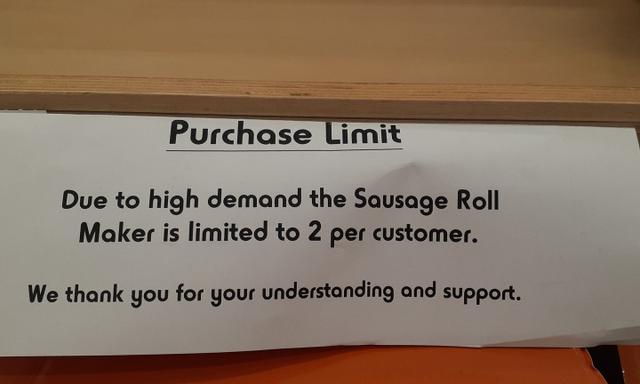 Purchase Limit
Due to high demand the Sausage Roll
Maker is limited to 2 per customer.
We thank you for your understanding and support.